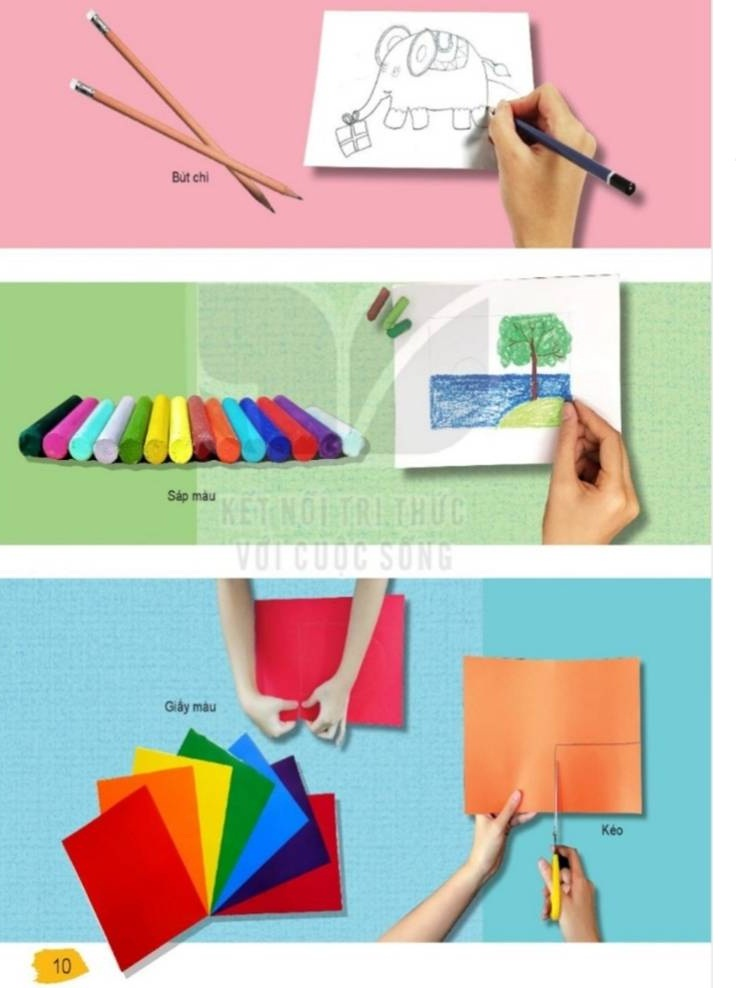 Bút chì
Sáp màu
KẾT NỐI TRI THỨC
VỚI CUỘC SỐNG
Giấy màu
Kéo
10